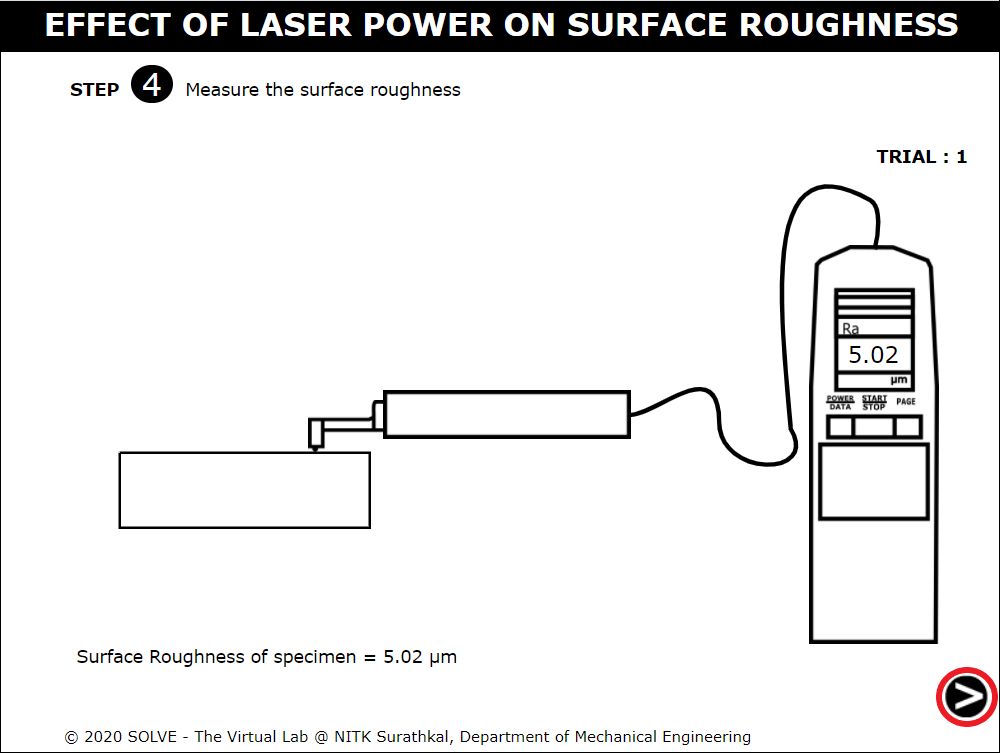 EFFECT OF LASER POWER ON SURFACE ROUGHNESS
STEP 4 Measure the surface roughness
TRIAL : 1
Ra
5.02
µm
POWER START PAGE
DATA STOP
Surface Roughness of specimen = 5.02 µm
>
© 2020 SOLVE - The Virtual Lab @ NITK Surathkal, Department of Mechanical Engineering